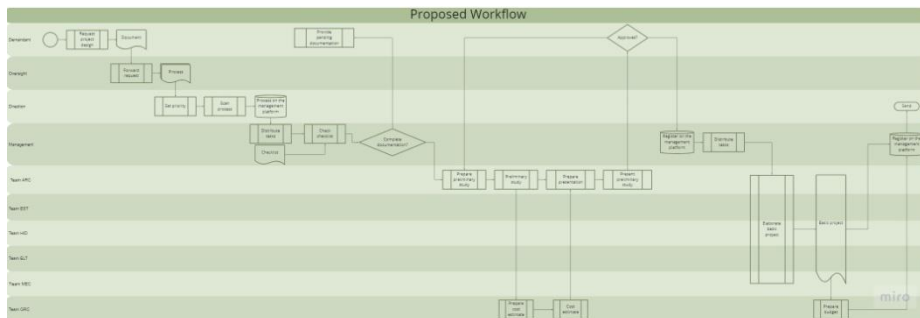 Proposed Workflow
Demandant
Request
project
design
Document
Provide
pending
documentation
Approved?
Oversight
Forward
request
Process
Direction
Set priority
Scan
process
Process on the
management
platform
Send
Management
Distribute
tasks
Check
checklist
Checklist
Complete
documentation?
Register on the
management
platform
Distribute
tasks
Register on the
management
platform
Team ARC
Prepare
preliminary
study
Preliminary
study
Prepare
presentation
Present
preliminary
study
Team EST
Team HID
Elaborate
basic
project
Basic project
Team ELT
Team MEC
Team ORC
Prepare
cost
estimate
Cost
estimate
Prepare
budget
miro